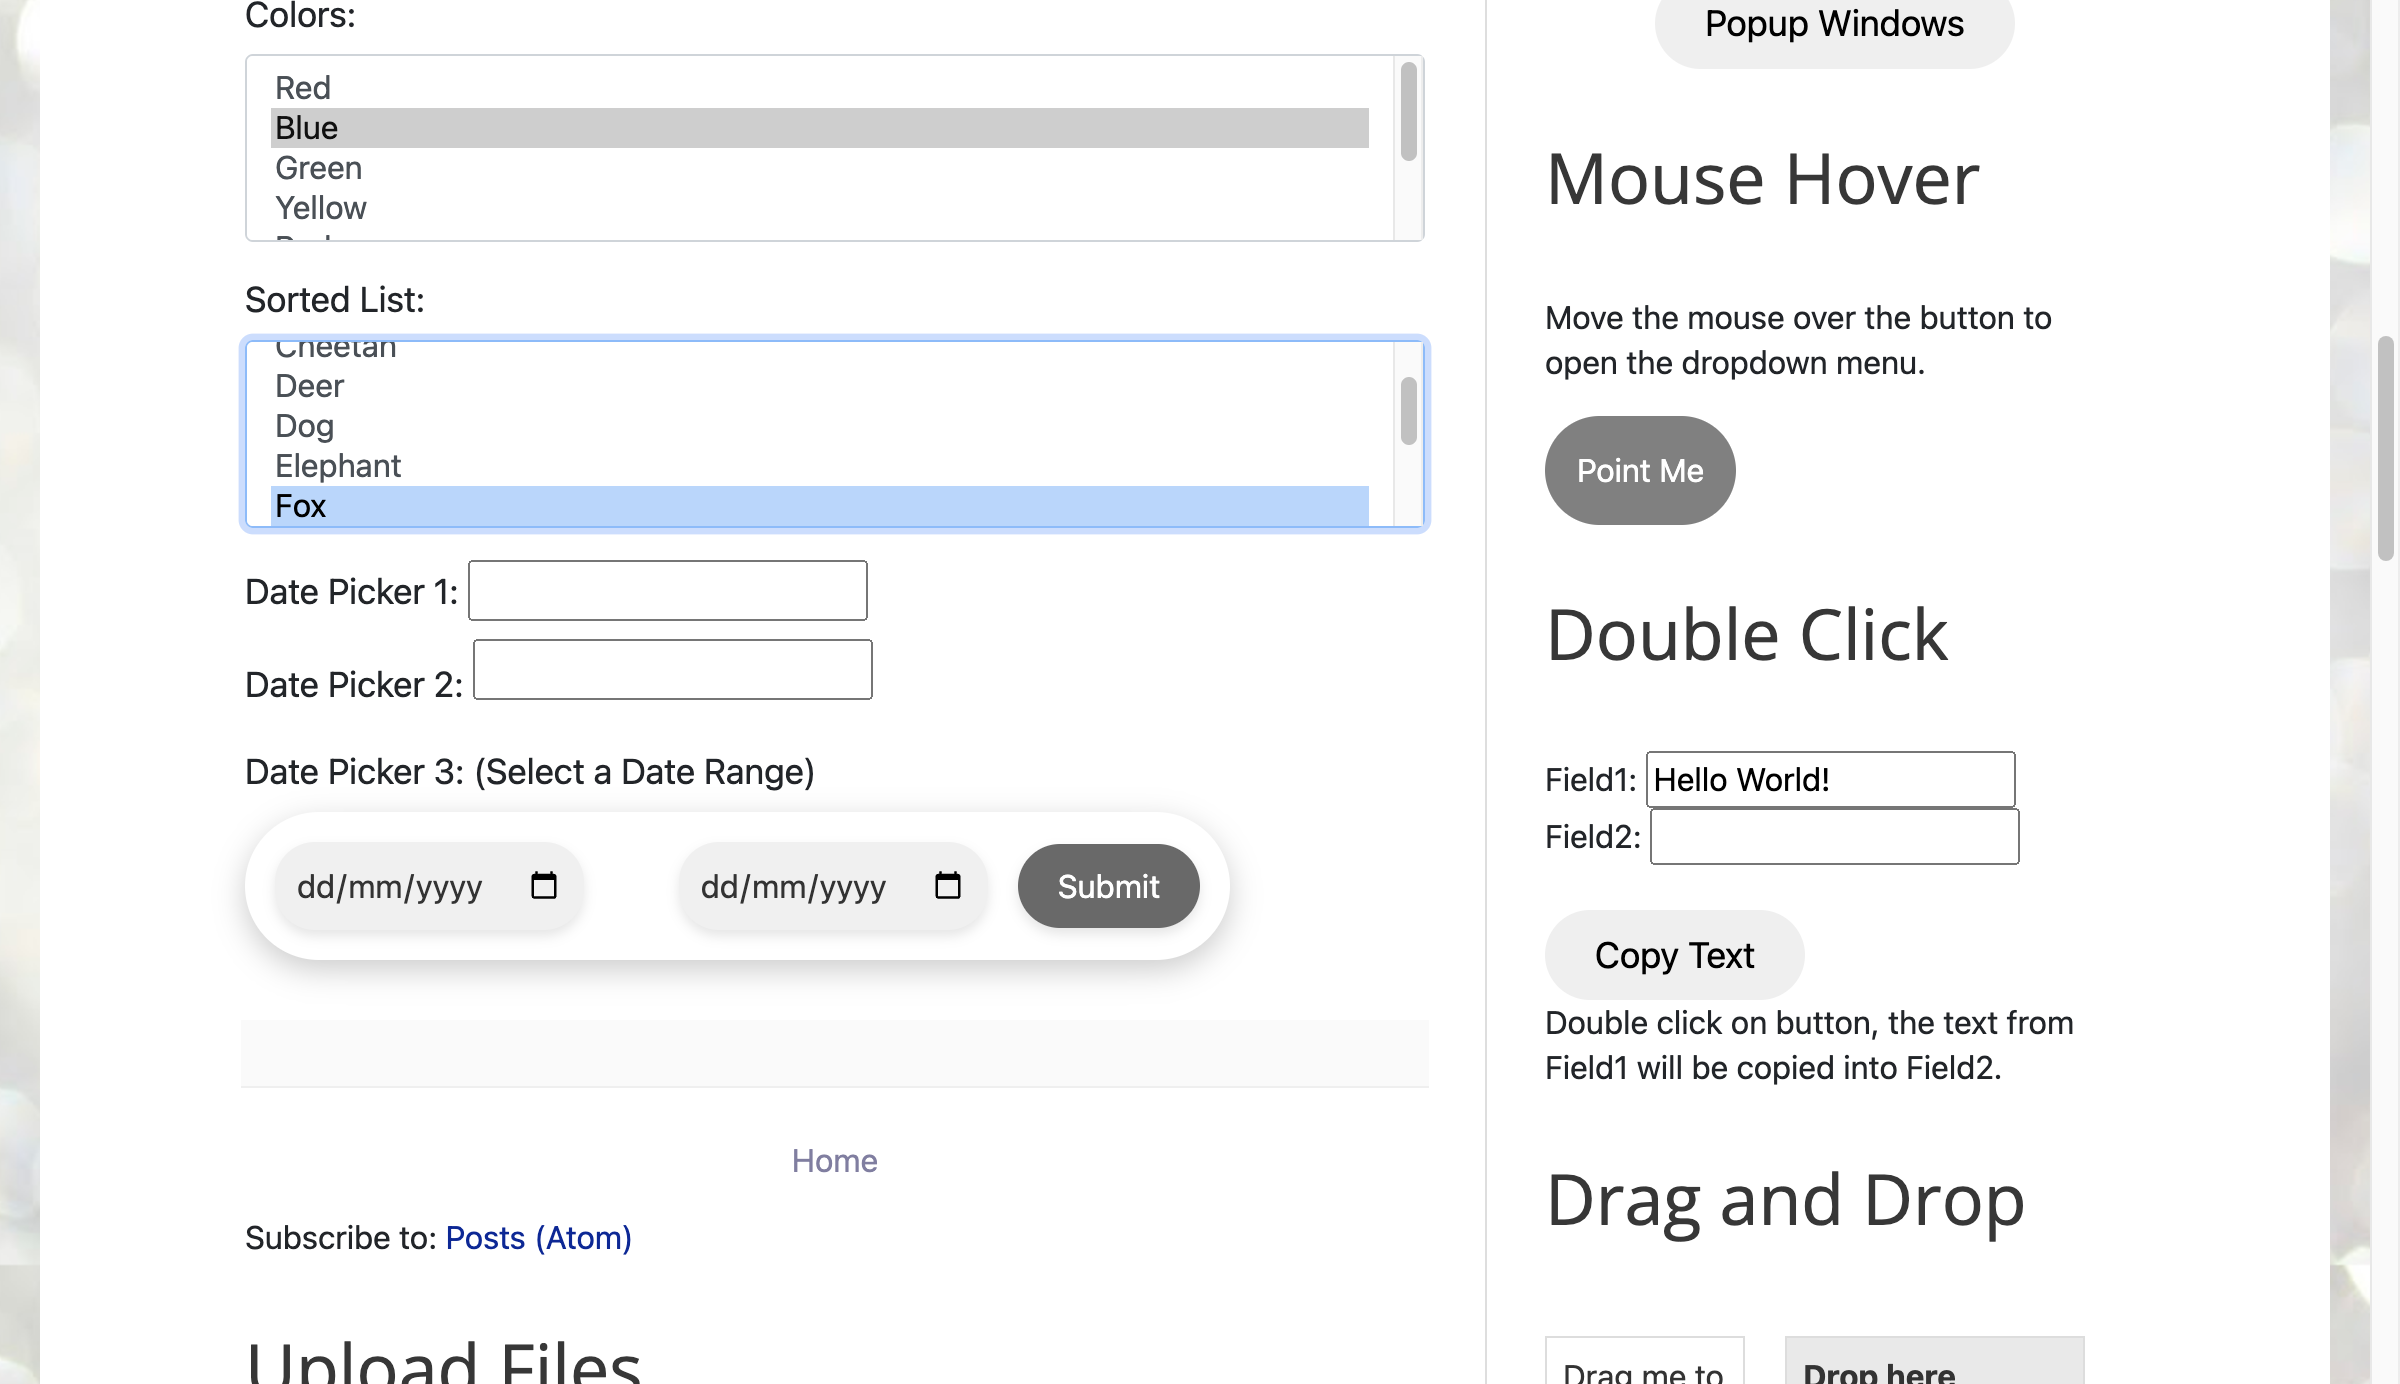 Colors:
Red
Blue
Green
Yellow
Sorted List:
Cheetah
Deer
Dog
Elephant
Fox
Date Picker 1:
Date Picker 2:
Date Picker 3: (Select a Date Range)
dd/mm/yyyy
dd/mm/yyyy
Submit
Home
Subscribe to: Posts (Atom)
Upload Files
Popup Windows
Mouse Hover
Move the mouse over the button to
open the dropdown menu.
Point Me
Double Click
Field1: Hello World!
Field2:
Copy Text
Double click on button, the text from
Field1 will be copied into Field2.
Drag and Drop
Drag me to
Drop here